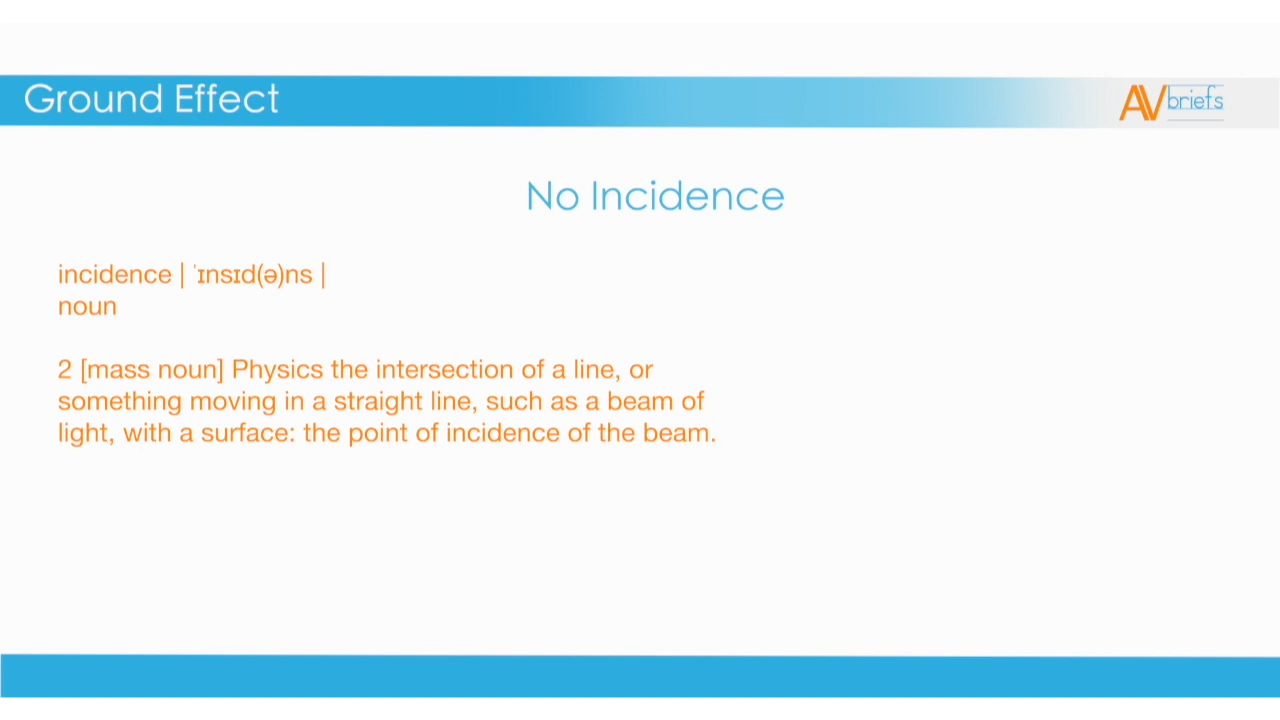 Ground Effect
AV briefs
No Incidence
incidence | ˈɪnsɪd(ə)ns |
noun
2 [mass noun] Physics the intersection of a line, or
something moving in a straight line, such as a beam of
light, with a surface: the point of incidence of the beam.